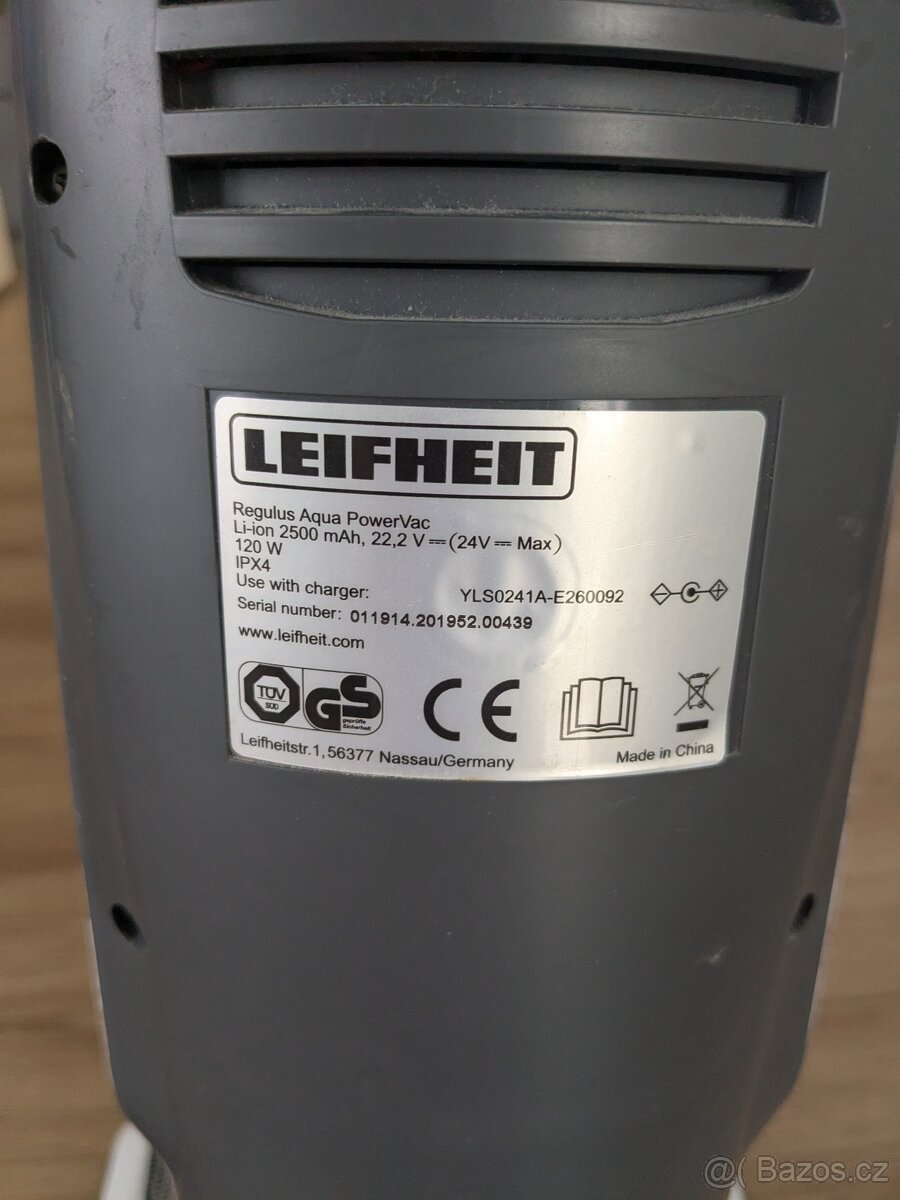 LEIFHEIT
Regulus Aqua PowerVac
Li-ion 2500 mAh, 22,2 V⎓(24V⎓ Max)
120 W
IPX4
Use with charger: YLS0241A-E260092
Serial number: 011914.201952.00439
www.leifheit.com
TÜV
SÜD
GS
geprüfte
Sicherheit
CE
Leifheitstr.1, 56377 Nassau/Germany
Made in China
@( Bazos.cz